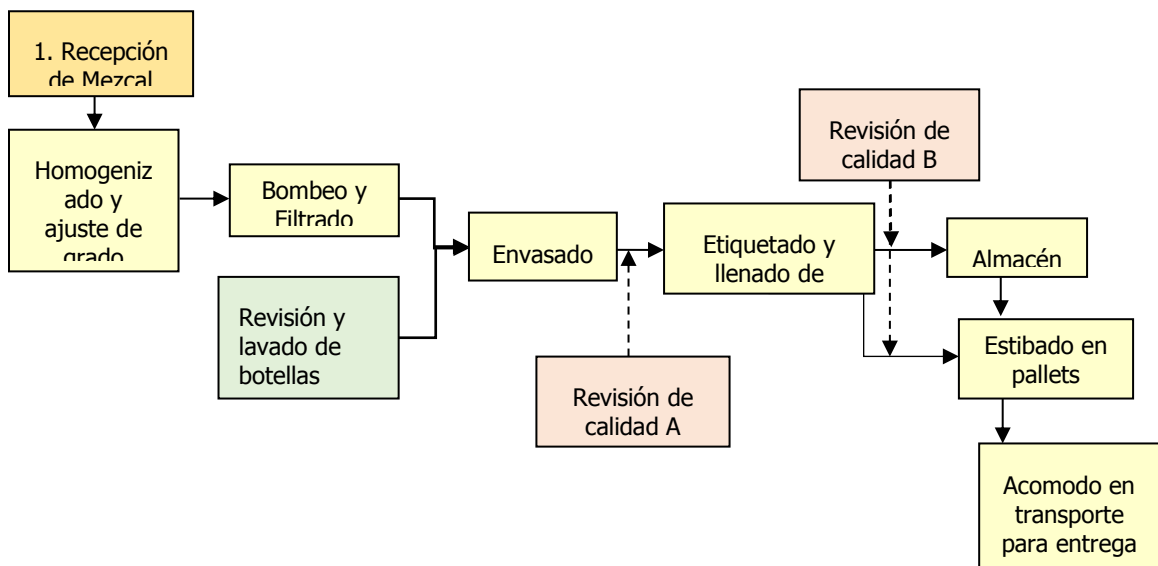 1. Recepción
de Mezcal
Homogeniz
ado y
ajuste de
grado
Bombeo y
Filtrado
Revisión y
lavado de
botellas
Envasado
Revisión de
calidad A
Etiquetado y
llenado de
Revisión de
calidad B
Almacén
Estibado en
pallets
Acomodo en
transporte
para entrega